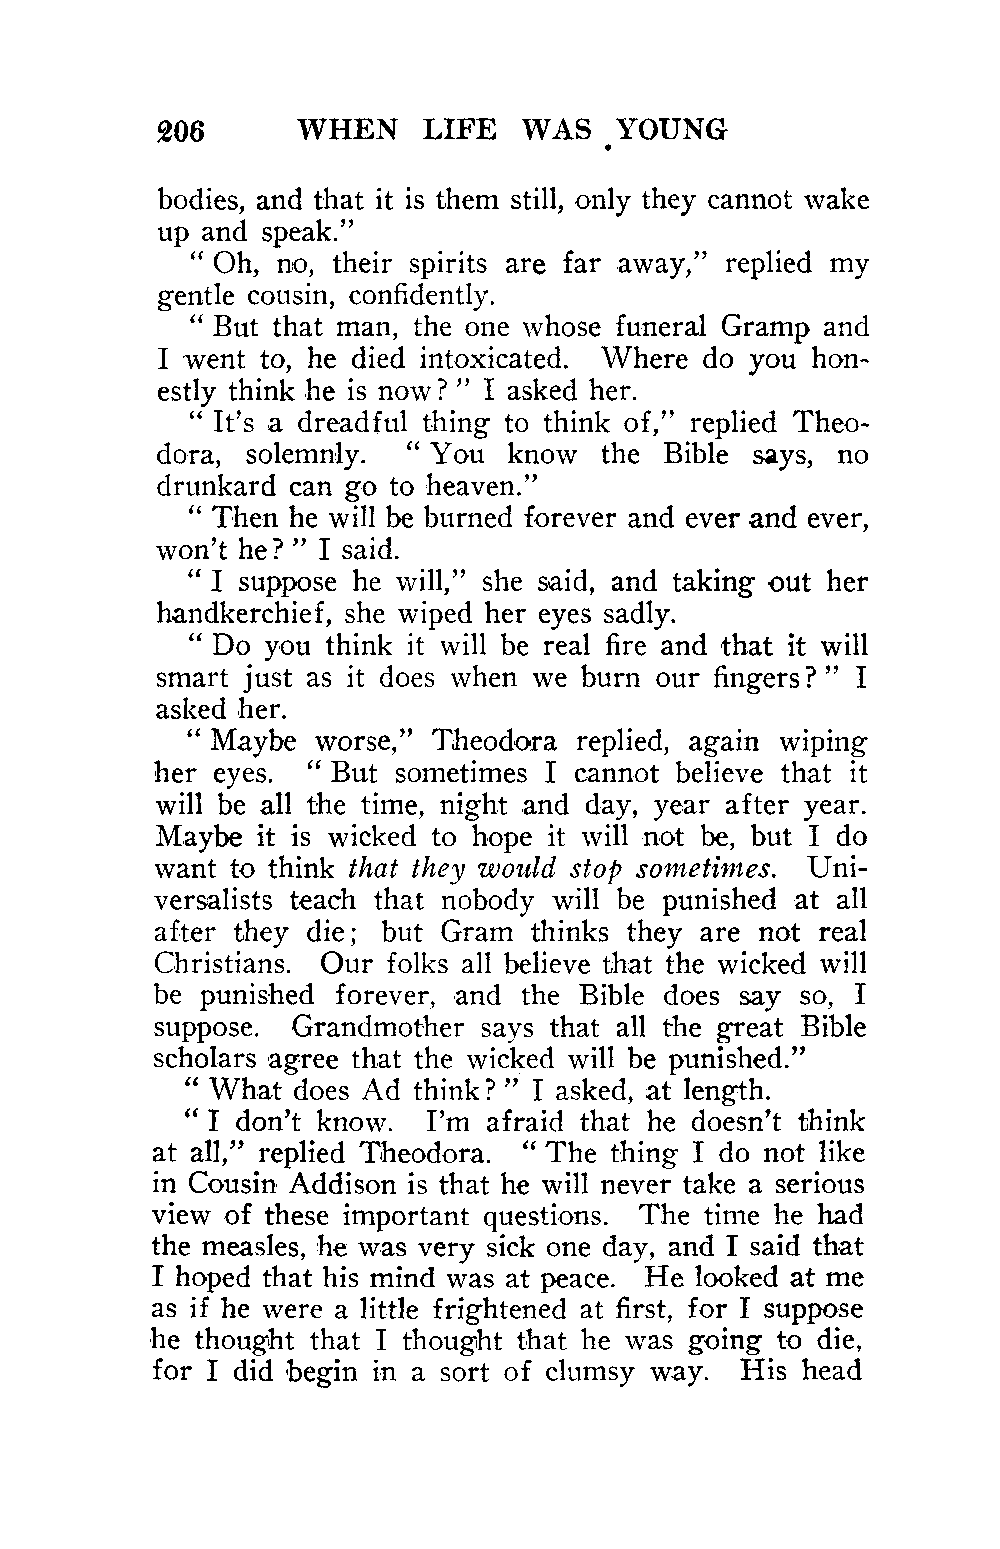 206 WHEN LIFE WAS YOUNG
bodies, and that it is them still, only they cannot wake
up and speak."
" Oh, no, their spirits are far away," replied my
gentle cousin, confidently.
" But that man, the one whose funeral Gramp and
I went to, he died intoxicated. Where do you hon-
estly think he is now? " I asked her.
" It's a dreadful thing to think of," replied Theo-
dora, solemnly. " You know the Bible says, no
drunkard can go to heaven."
" Then he will be burned forever and ever and ever,
won't he? " I said.
" I suppose he will," she said, and taking out her
handkerchief, she wiped her eyes sadly.
" Do you think it will be real fire and that it will
smart just as it does when we burn our fingers? " I
asked her.
" Maybe worse," Theodora replied, again wiping
her eyes. " But sometimes I cannot believe that it
will be all the time, night and day, year after year.
Maybe it is wicked to hope it will not be, but I do
want to think that they would stop sometimes. Uni-
versalists teach that nobody will be punished at all
after they die; but Gram thinks they are not real
Christians. Our folks all believe that the wicked will
be punished forever, and the Bible does say so, I
suppose. Grandmother says that all the great Bible
scholars agree that the wicked will be punished."
" What does Ad think? " I asked, at length.
" I don't know. I'm afraid that he doesn't think
at all," replied Theodora. " The thing I do not like
in Cousin Addison is that he will never take a serious
view of these important questions. The time he had
the measles, he was very sick one day, and I said that
I hoped that his mind was at peace. He looked at me
as if he were a little frightened at first, for I suppose
he thought that I thought that he was going to die,
for I did begin in a sort of clumsy way. His head